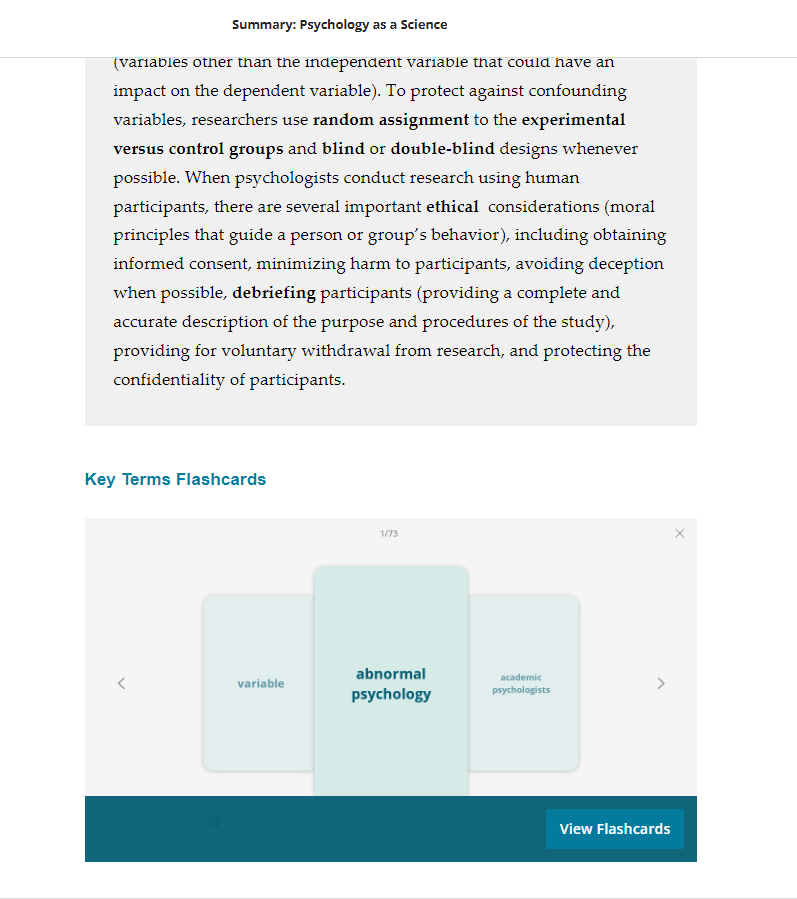 Summary: Psychology as a Science
(variables other than the independent variable that could have an
impact on the dependent variable). To protect against confounding
variables, researchers use random assignment to the experimental
versus control groups and blind or double-blind designs whenever
possible. When psychologists conduct research using human
participants, there are several important ethical considerations (moral
principles that guide a person or group’s behavior), including obtaining
informed consent, minimizing harm to participants, avoiding deception
when possible, debriefing participants (providing a complete and
accurate description of the purpose and procedures of the study),
providing for voluntary withdrawal from research, and protecting the
confidentiality of participants.
Key Terms Flashcards
1/73
variable
abnormal
psychology
academic
psychologists
View Flashcards